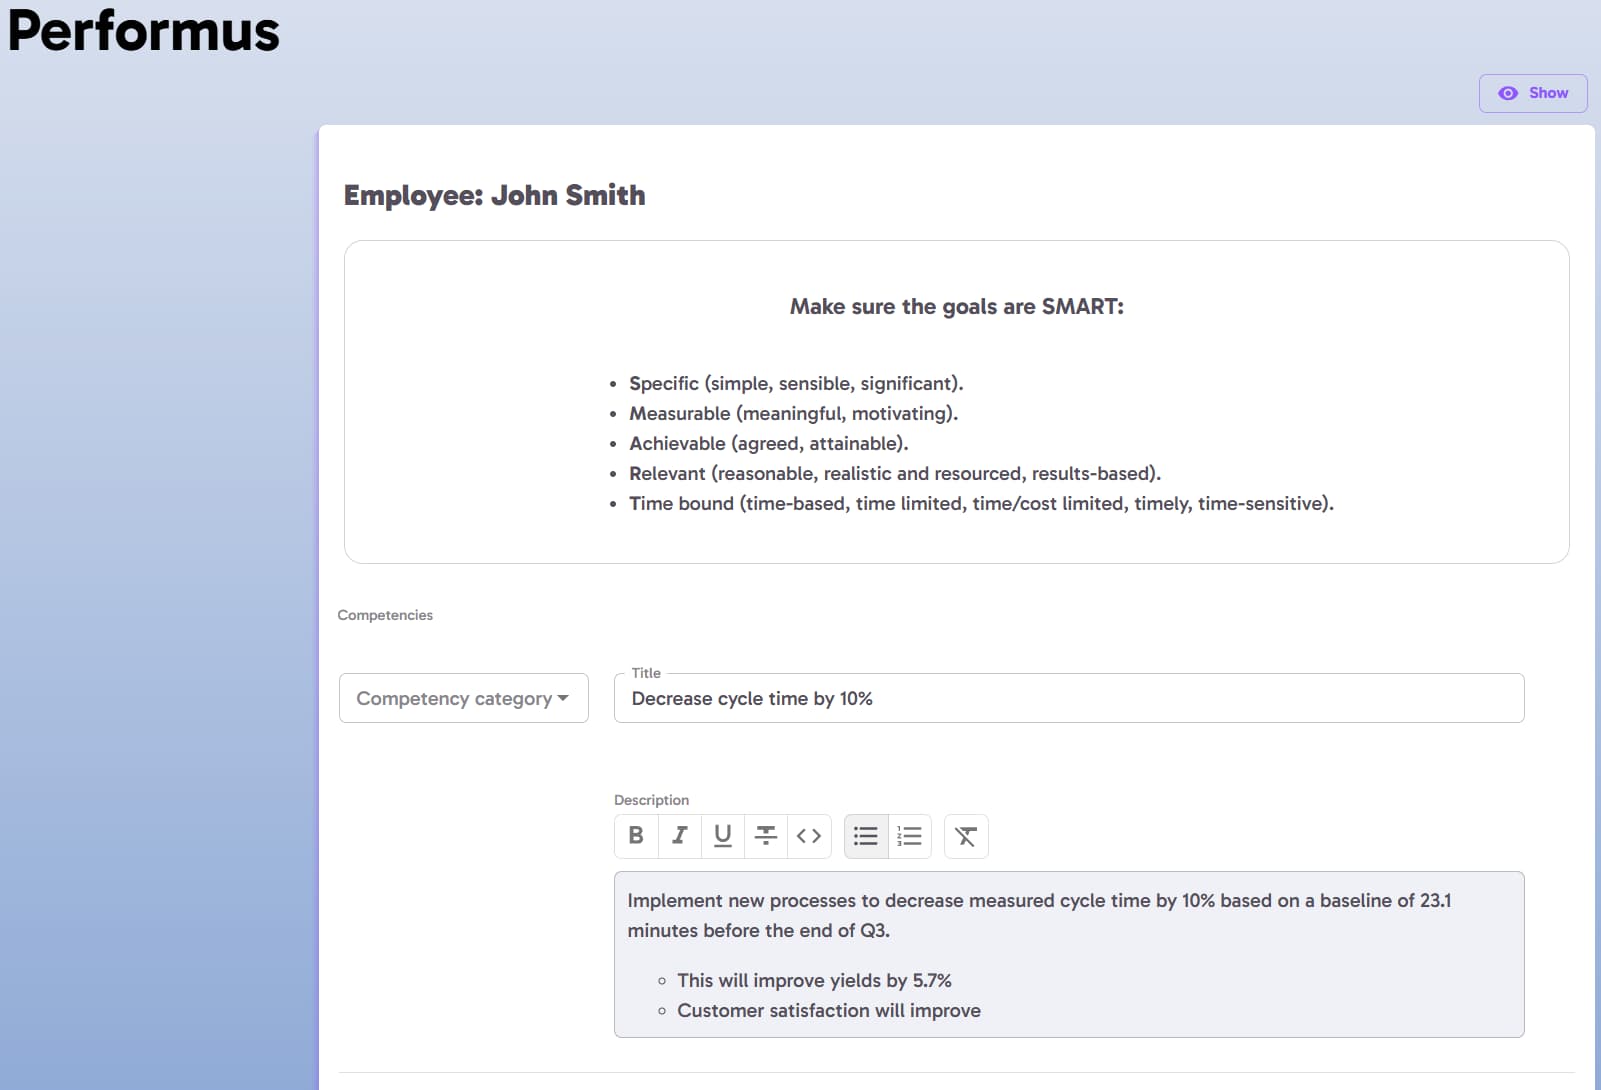 Performus
Show
Employee: John Smith
Make sure the goals are SMART:
Specific (simple, sensible, significant).
Measurable (meaningful, motivating).
Achievable (agreed, attainable).
Relevant (reasonable, realistic and resourced, results-based).
Time bound (time-based, time limited, time/cost limited, timely, time-sensitive).
Competencies
Competency category
Title
Decrease cycle time by 10%
Description
Implement new processes to decrease measured cycle time by 10% based on a baseline of 23.1
minutes before the end of Q3.
This will improve yields by 5.7%
Customer satisfaction will improve